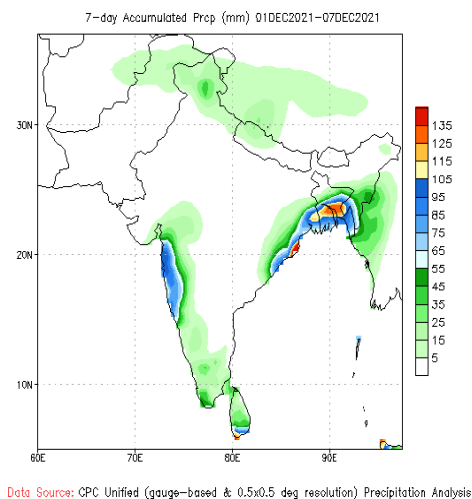 7-day Accumulated Prcp (mm) 01DEC2021-07DEC2021
30N
20N
10N
60E
70E
80E
90E
135
125
115
105
95
85
75
65
55
45
35
25
15
5
Data Source: CPC Unified (gauge-based & 0.5x0.5 deg resolution) Precipitation Analysis